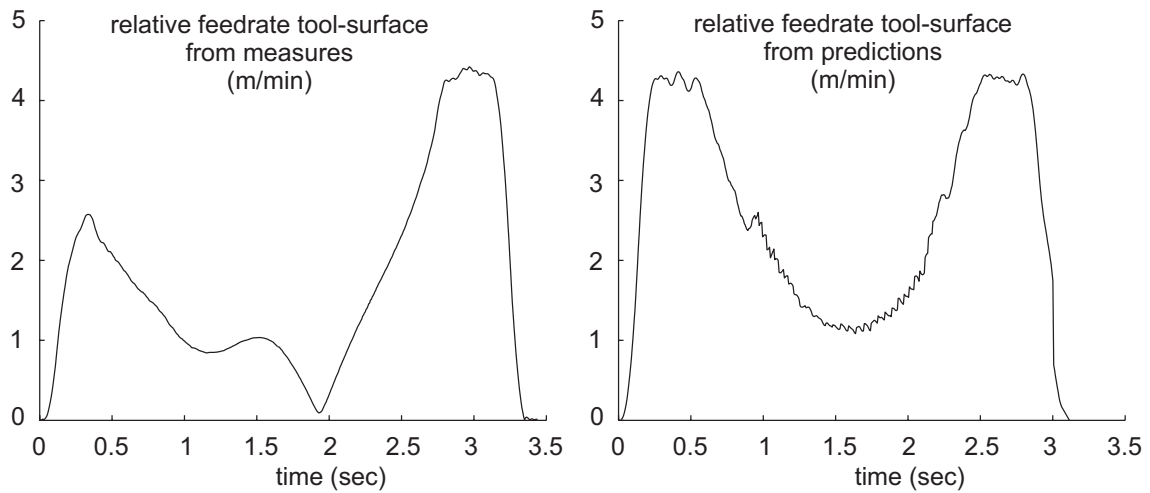 relative feedrate tool-surface
from measures
(m/min)
5
4
3
2
1
0
0 0.5 1 1.5 2 2.5 3 3.5
time (sec)
relative feedrate tool-surface
from predictions
(m/min)
5
4
3
2
1
0
0 0.5 1 1.5 2 2.5 3 3.5
time (sec)